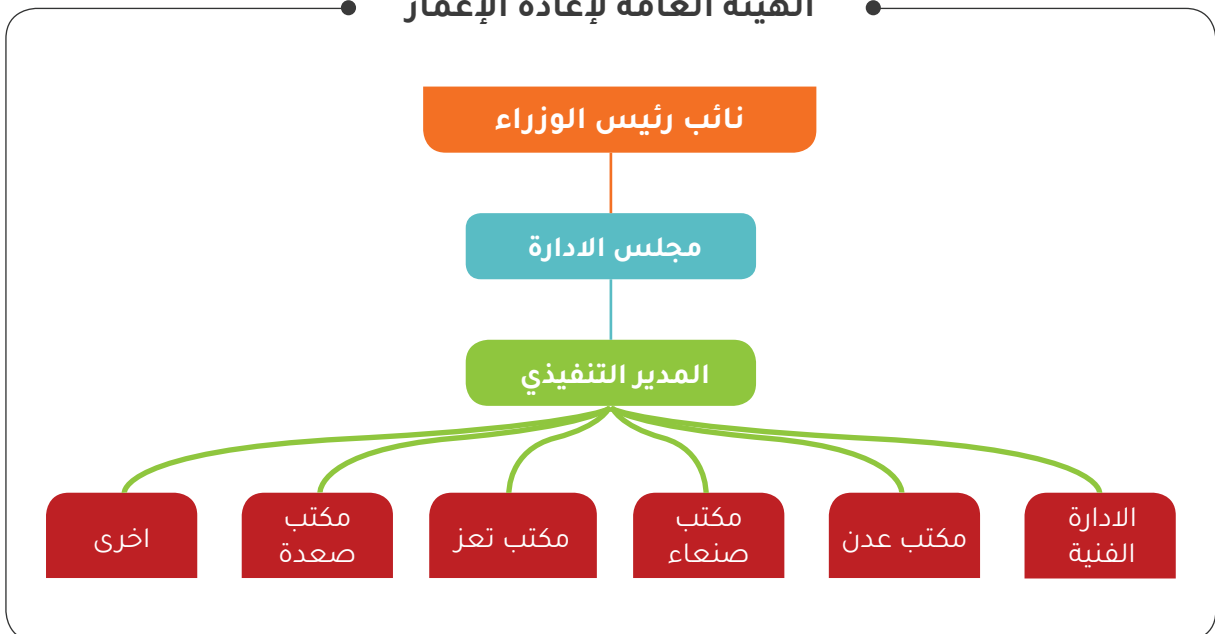 الهيئة العامة لإعادة الإعمار
نائب رئيس الوزراء
مجلس الادارة
المدير التنفيذي
الادارة
الفنية
مكتب عدن
مكتب
صنعاء
مكتب تعز
مكتب
صعدة
اخرى